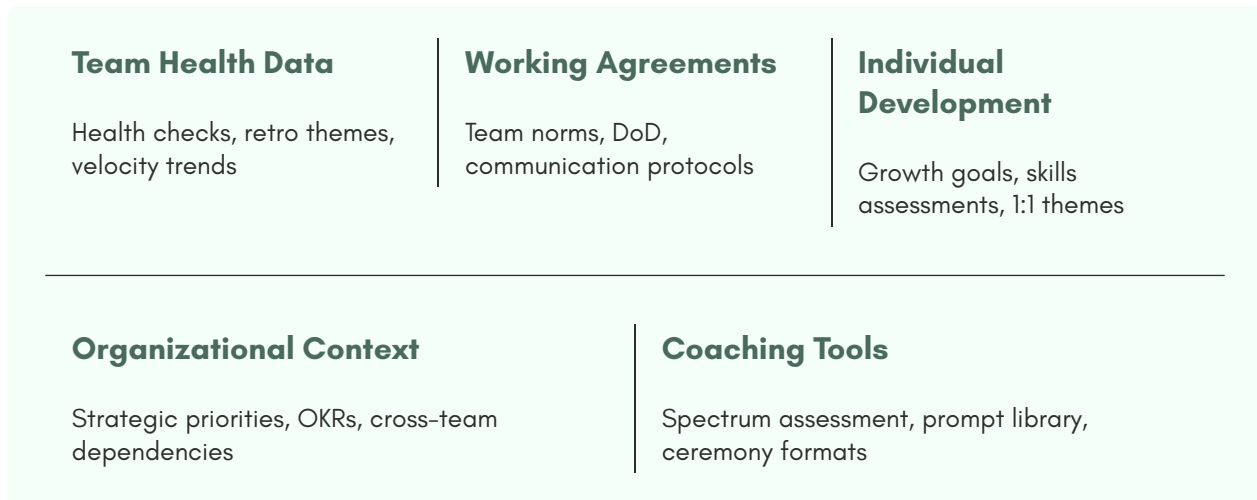 Team Health Data
Health checks, retro themes,
velocity trends
Working Agreements
Team norms, DoD,
communication protocols
Individual
Development
Growth goals, skills
assessments, 1:1 themes
Organizational Context
Strategic priorities, OKRs, cross-team
dependencies
Coaching Tools
Spectrum assessment, prompt library,
ceremony formats